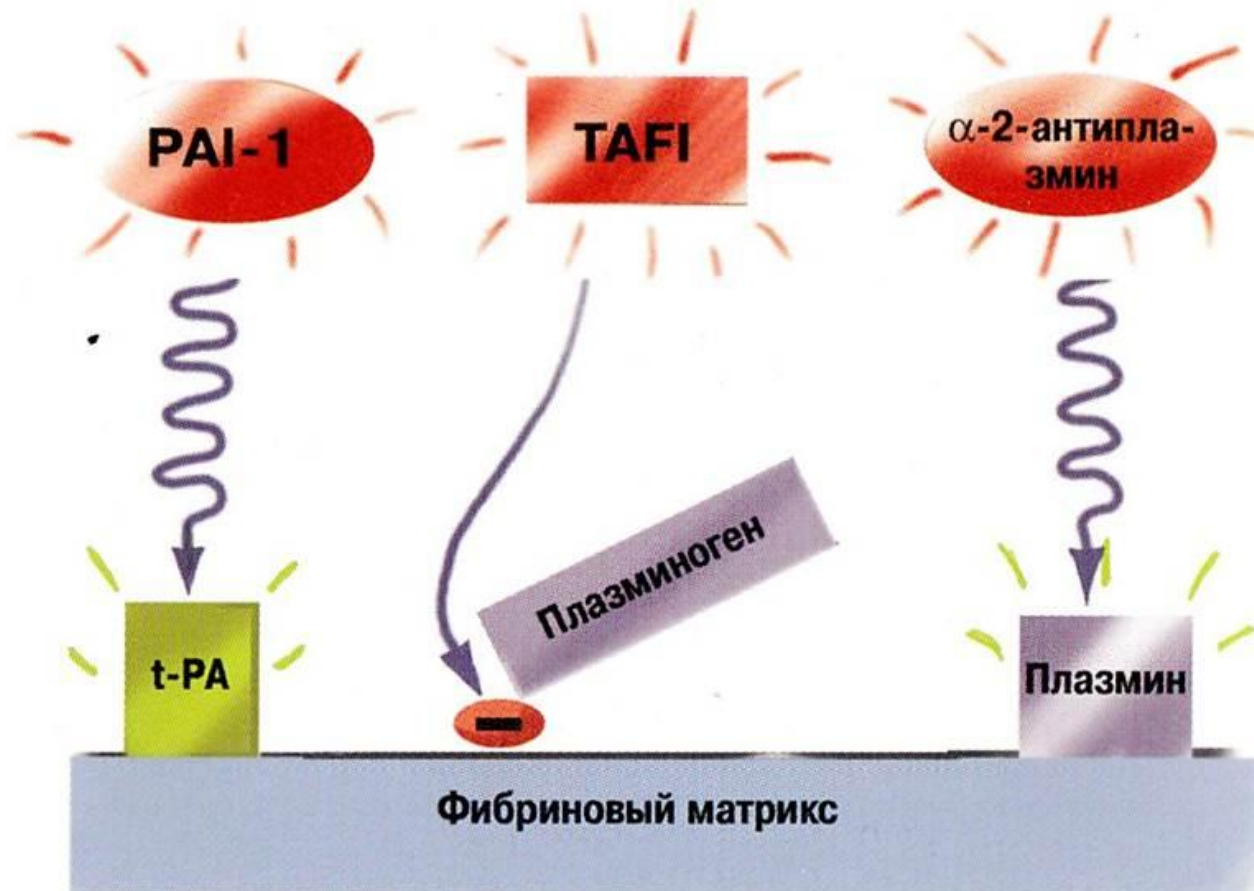 PAI-1
TAFI
α-2-антипла-
змин
Плазминоген
t-PA
Плазмин
Фибриновый матрикс